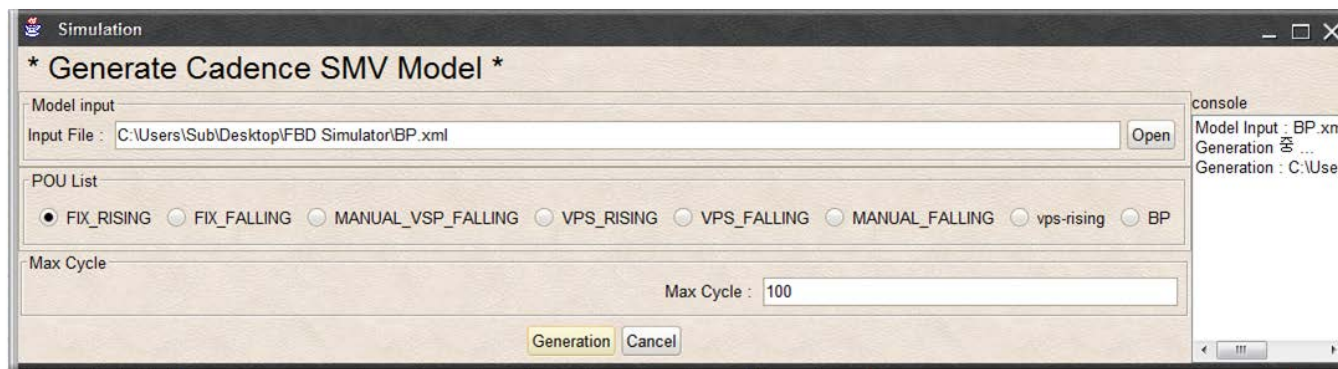 Simulation
* Generate Cadence SMV Model *
Model input
Input File : C:\Users\Sub\Desktop\FBD Simulator\BP.xml Open
POU List
FIX_RISING FIX_FALLING MANUAL_VSP_FALLING VPS_RISING VPS_FALLING MANUAL_FALLING vps-rising BP
Max Cycle
Max Cycle : 100
Generation Cancel
console
Model Input : BP.xm
Generation 중 ...
Generation : C:\Use